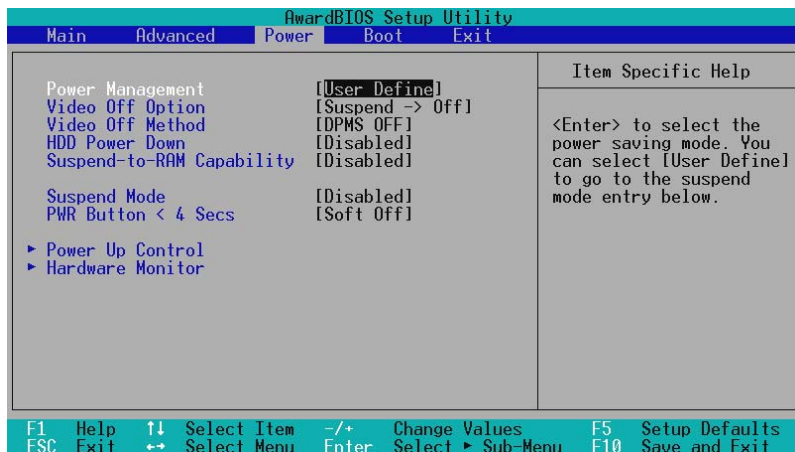 AwardBIOS Setup Utility
Main Advanced Power Boot Exit
Power Management [User Define]
Video Off Option [Suspend -> Off]
Video Off Method [DPMS OFF]
HDD Power Down [Disabled]
Suspend-to-RAM Capability [Disabled]
Suspend Mode [Disabled]
PWR Button < 4 Secs [Soft Off]
► Power Up Control
► Hardware Monitor
Item Specific Help
<Enter> to select the
power saving mode. You
can select [User Define]
to go to the suspend
mode entry below.
F1 Help ↑↓ Select Item -/+ Change Values F5 Setup Defaults
ESC Exit ←→ Select Menu Enter Select ► Sub-Menu F10 Save and Exit